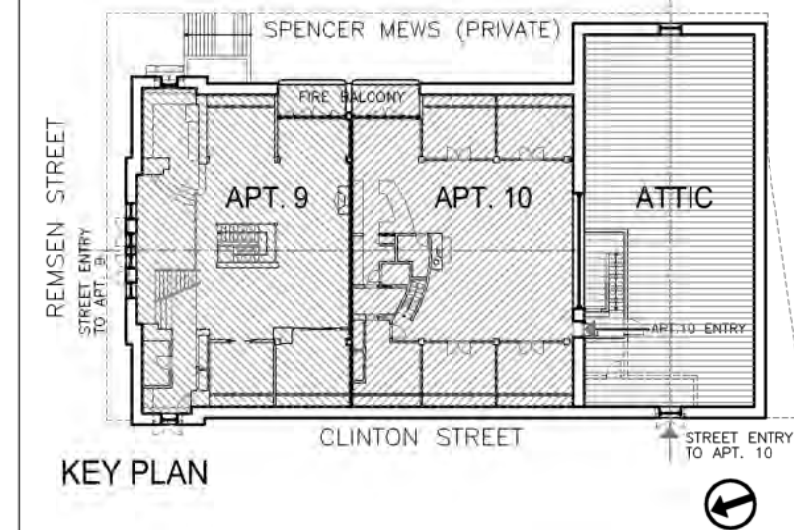 SPENCER MEWS (PRIVATE)
FIRE BALCONY
REMSEN STREET
STREET ENTRY
TO APT. 9
APT. 9
APT. 10
ATTIC
APT.10 ENTRY
CLINTON STREET
STREET ENTRY
TO APT. 10
KEY PLAN